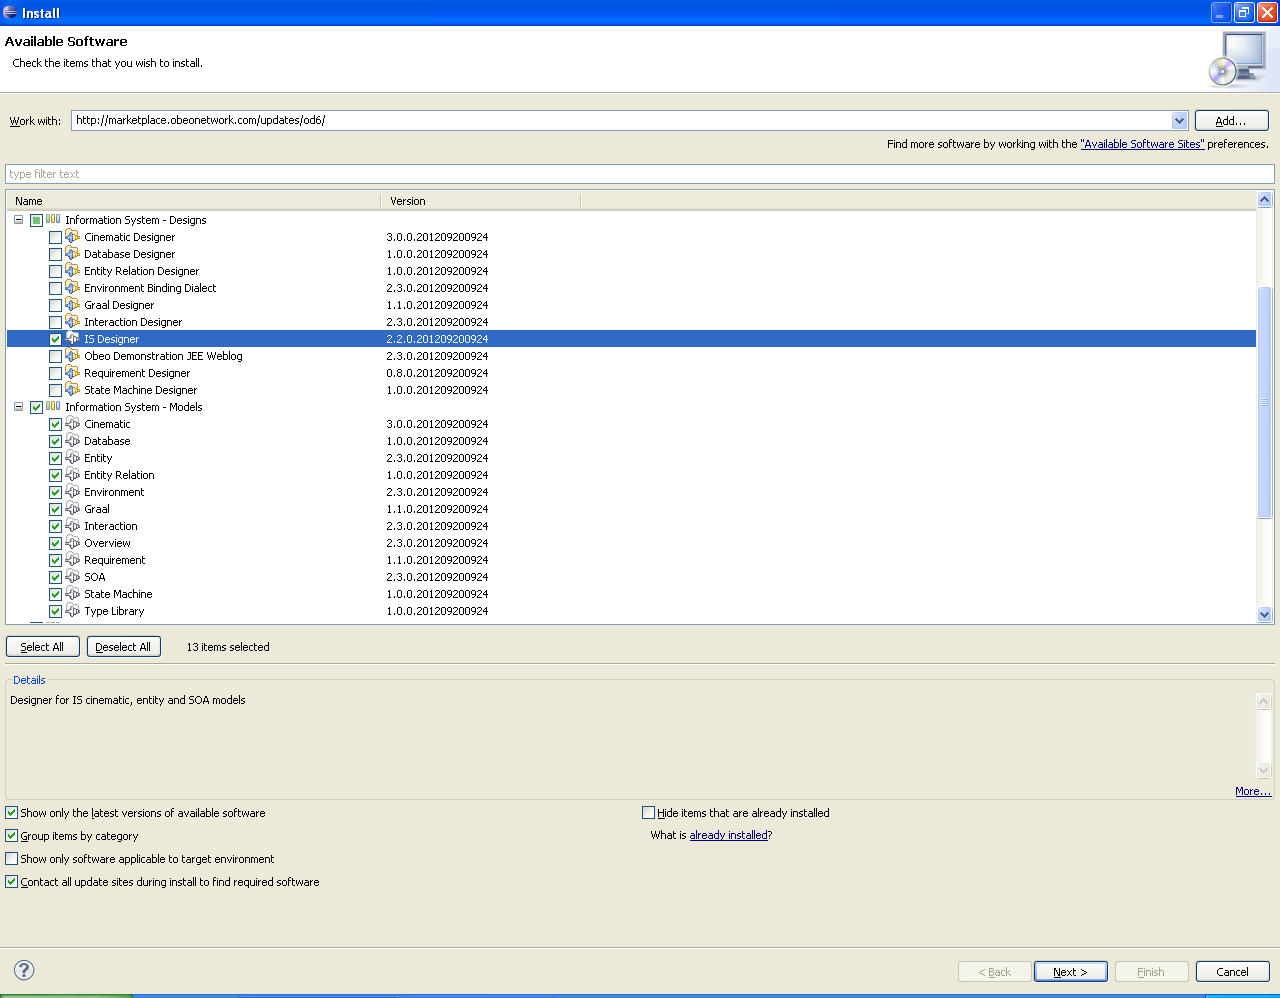 Install
Available Software
Check the items that you wish to install.
Work with: http://marketplace.obeonetwork.com/updates/od6/ Add...
Find more software by working with the "Available Software Sites" preferences.
type filter text
Name Version
Information System - Designs
Cinematic Designer 3.0.0.201209200924
Database Designer 1.0.0.201209200924
Entity Relation Designer 1.0.0.201209200924
Environment Binding Dialect 2.3.0.201209200924
Graal Designer 1.1.0.201209200924
Interaction Designer 2.3.0.201209200924
IS Designer 2.2.0.201209200924
Obeo Demonstration JEE Weblog 2.3.0.201209200924
Requirement Designer 0.8.0.201209200924
State Machine Designer 1.0.0.201209200924
Information System - Models
Cinematic 3.0.0.201209200924
Database 1.0.0.201209200924
Entity 2.3.0.201209200924
Entity Relation 1.0.0.201209200924
Environment 2.3.0.201209200924
Graal 1.1.0.201209200924
Interaction 2.3.0.201209200924
Overview 2.3.0.201209200924
Requirement 1.1.0.201209200924
SOA 2.3.0.201209200924
State Machine 1.0.0.201209200924
Type Library 1.0.0.201209200924
Select All Deselect All 13 items selected
Details
Designer for IS cinematic, entity and SOA models
More...
Show only the latest versions of available software Hide items that are already installed
Group items by category What is already installed?
Show only software applicable to target environment
Contact all update sites during install to find required software
? < Back Next > Finish Cancel